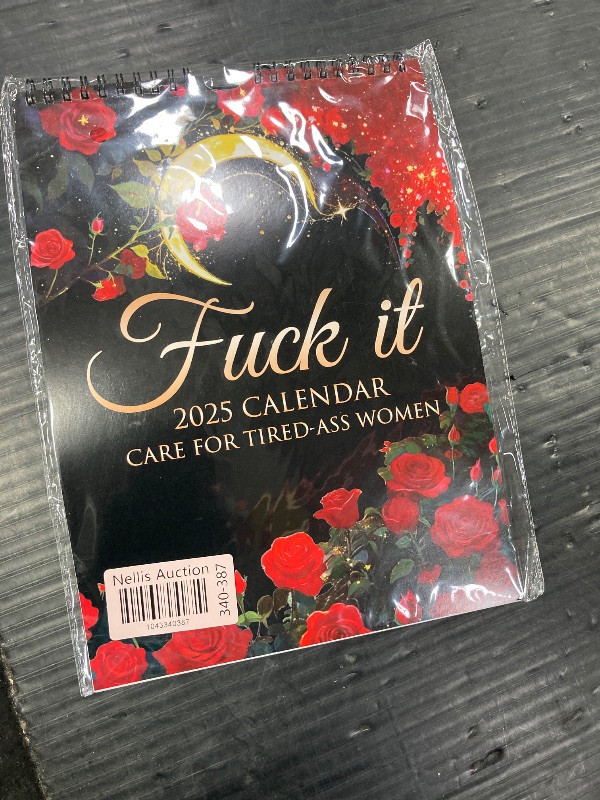 Fuck it
2025 CALENDAR
CARE FOR TIRED-ASS WOMEN
Nellis Auction
340-387
1043340387